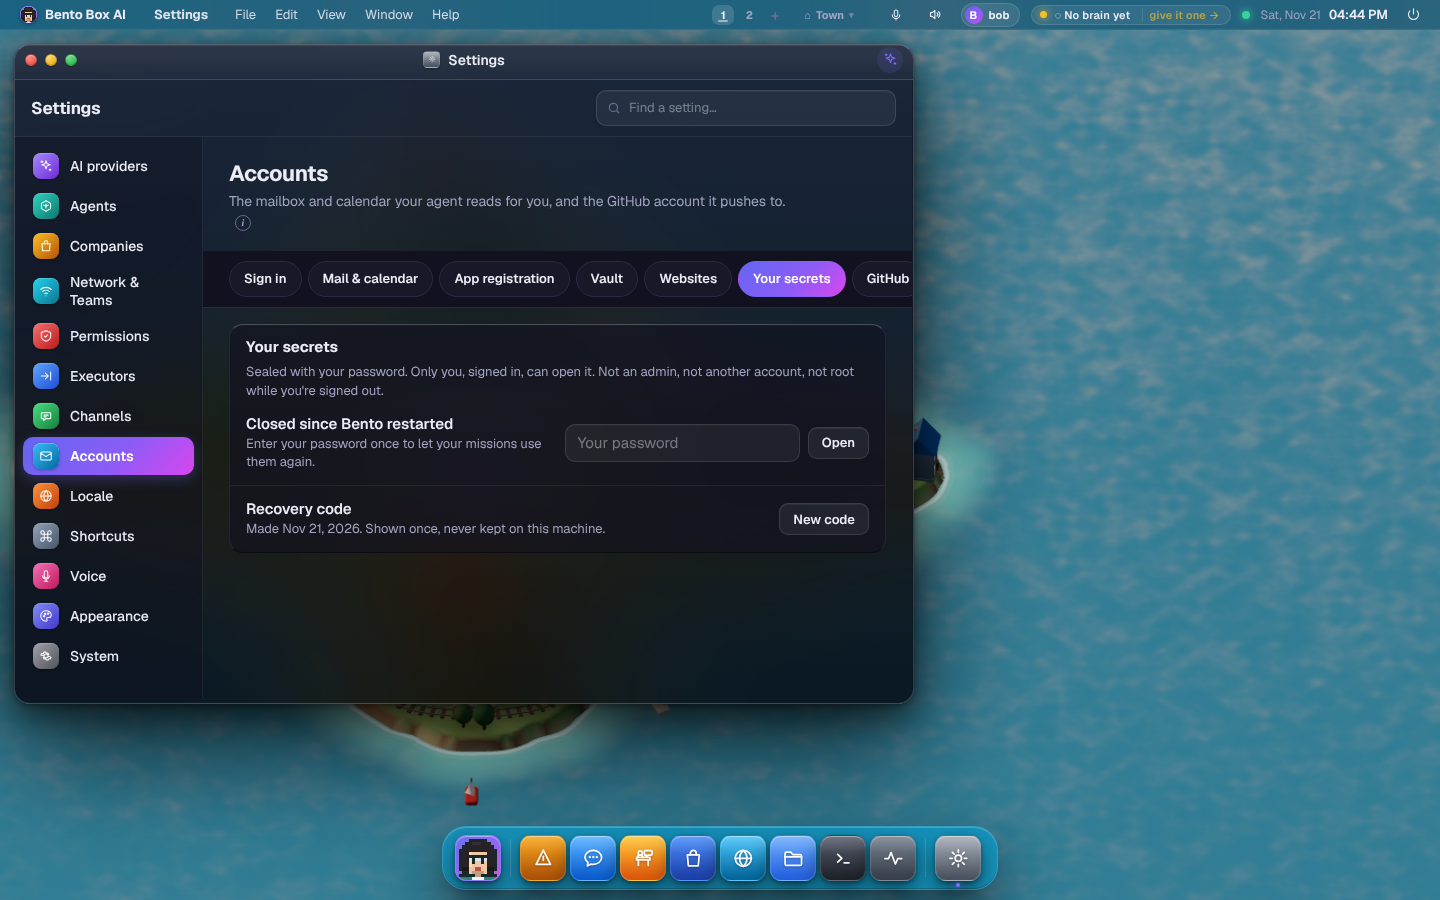 Bento Box AI Settings File Edit View Window Help 1 2 + Town B bob No brain yet give it one → Sat, Nov 21 04:44 PM
Settings
Settings
Find a setting...
AI providers
Agents
Companies
Network &
Teams
Permissions
Executors
Channels
Accounts
Locale
Shortcuts
Voice
Appearance
System
Accounts
The mailbox and calendar your agent reads for you, and the GitHub account it pushes to.
i
Sign in Mail & calendar App registration Vault Websites Your secrets GitHub
Your secrets
Sealed with your password. Only you, signed in, can open it. Not an admin, not another account, not root
while you're signed out.
Closed since Bento restarted
Enter your password once to let your missions use
them again.
Your password Open
Recovery code
Made Nov 21, 2026. Shown once, never kept on this machine.
New code